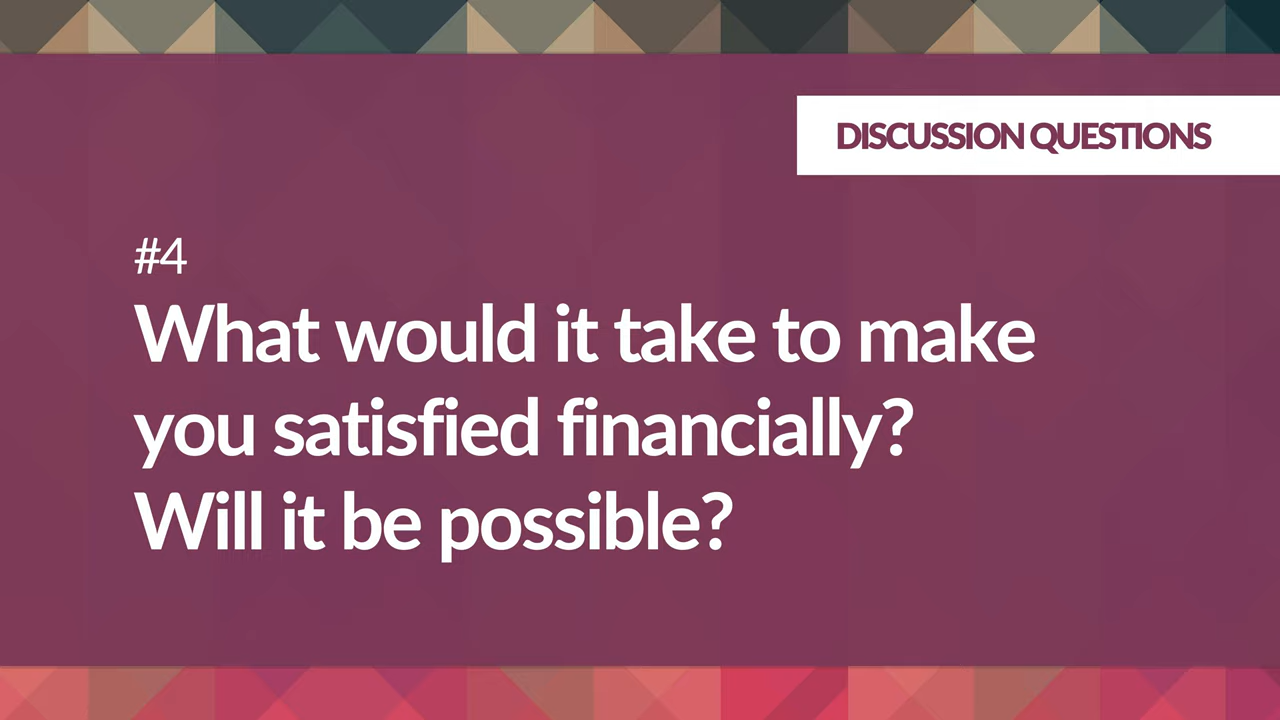 DISCUSSION QUESTIONS
#4
What would it take to make
you satisfied financially?
Will it be possible?